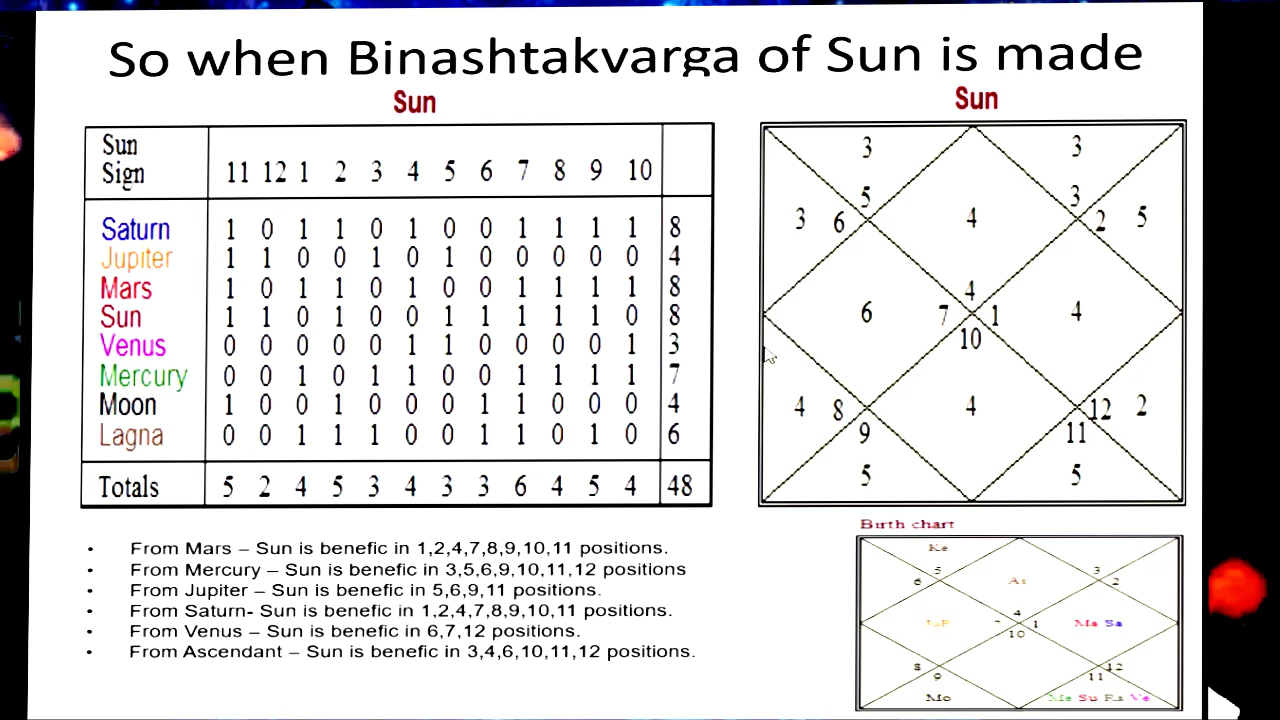 So when Binashtakvarga of Sun is made
Sun
Sun
Sign 11 12 1 2 3 4 5 6 7 8 9 10
Saturn 1 0 1 1 0 1 0 0 1 1 1 1 8
Jupiter 1 1 0 0 1 0 1 0 0 0 0 0 4
Mars 1 0 1 1 0 1 0 0 1 1 1 1 8
Sun 1 1 0 1 0 0 1 1 1 1 1 0 8
Venus 0 0 0 0 0 1 1 0 0 0 0 1 3
Mercury 0 0 1 0 1 1 0 0 1 1 1 1 7
Moon 1 0 0 1 0 0 0 1 1 0 0 0 4
Lagna 0 0 1 1 1 0 0 1 1 0 1 0 6
Totals 5 2 4 5 3 4 3 3 6 4 5 4 48
Sun
3 3
5 3
3 6 4 2 5
4
6 7 1 4
10
4 8 4 12 2
9 11
5 5
• From Mars – Sun is benefic in 1,2,4,7,8,9,10,11 positions.
• From Mercury – Sun is benefic in 3,5,6,9,10,11,12 positions
• From Jupiter – Sun is benefic in 5,6,9,11 positions.
• From Saturn- Sun is benefic in 1,2,4,7,8,9,10,11 positions.
• From Venus – Sun is benefic in 6,7,12 positions.
• From Ascendant – Sun is benefic in 3,4,6,10,11,12 positions.
Birth chart
Ke
5 3
6 As 2
4
7 1 Ma Sa
10
8 12
9 11
Mo Me Su Ra Ve